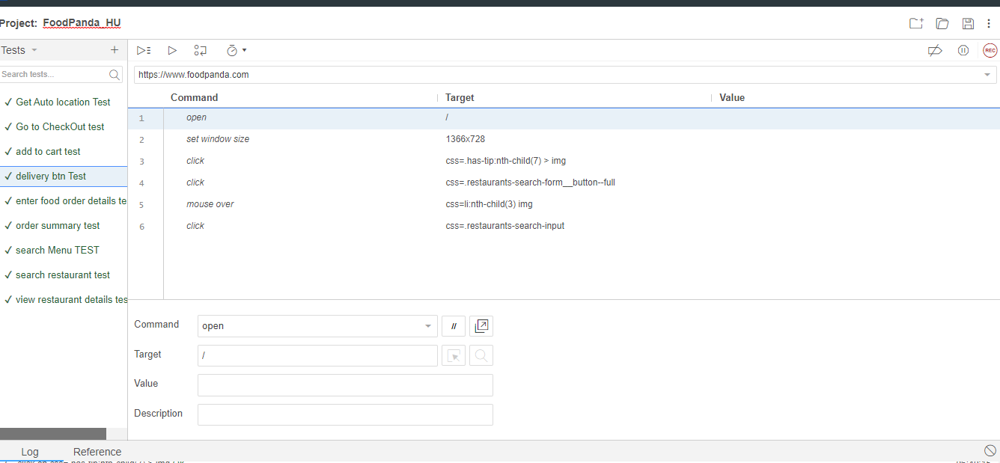 Project: FoodPanda_HU
Tests
Search tests...
✓ Get Auto location Test
✓ Go to CheckOut test
✓ add to cart test
✓ delivery btn Test
✓ enter food order details te
✓ order summary test
✓ search Menu TEST
✓ search restaurant test
✓ view restaurant details tes
REC
https://www.foodpanda.com
Command Target Value
1 open /
2 set window size 1366x728
3 click css=.has-tip:nth-child(7) > img
4 click css=.restaurants-search-form__button--full
5 mouse over css=li:nth-child(3) img
6 click css=.restaurants-search-input
Command open //
Target /
Value
Description
Log Reference